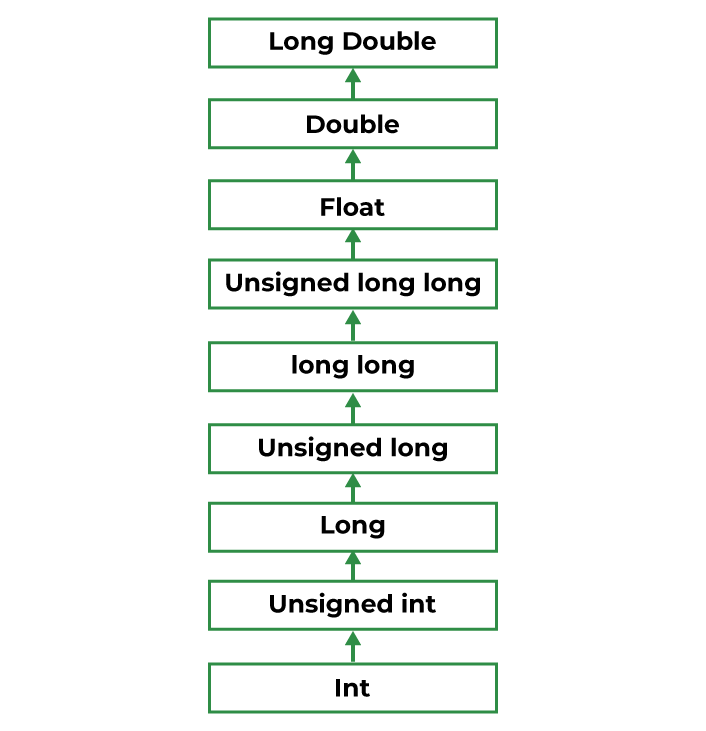 Long Double
Double
Float
Unsigned long long
long long
Unsigned long
Long
Unsigned int
Int